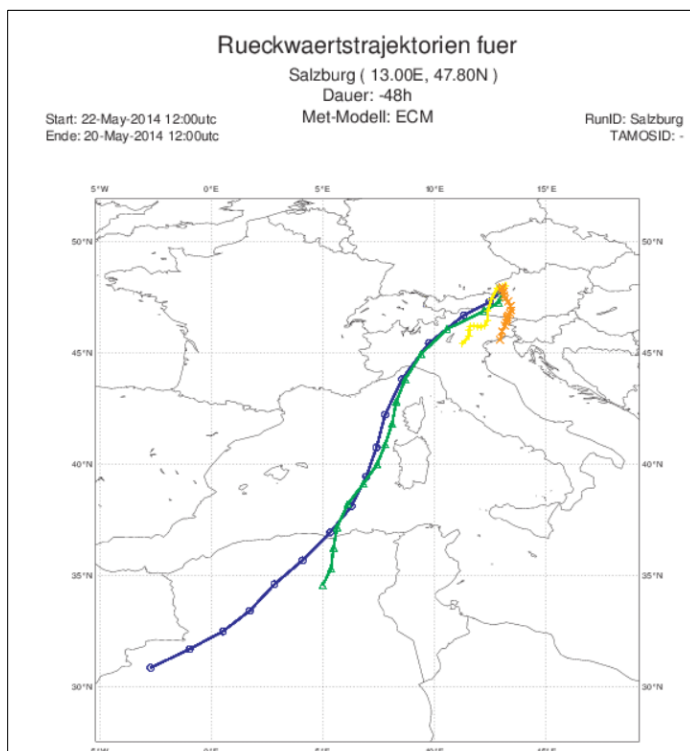 Rueckwaertstrajektorien fuer
Salzburg ( 13.00E, 47.80N )
Dauer: -48h
Met-Modell: ECM
Start: 22-May-2014 12:00utc
Ende: 20-May-2014 12:00utc
RunID: Salzburg
TAMOSID: -
5°W 0°E 5°E 10°E 15°E
50°N 50°N
45°N 45°N
40°N 40°N
35°N 35°N
30°N 30°N